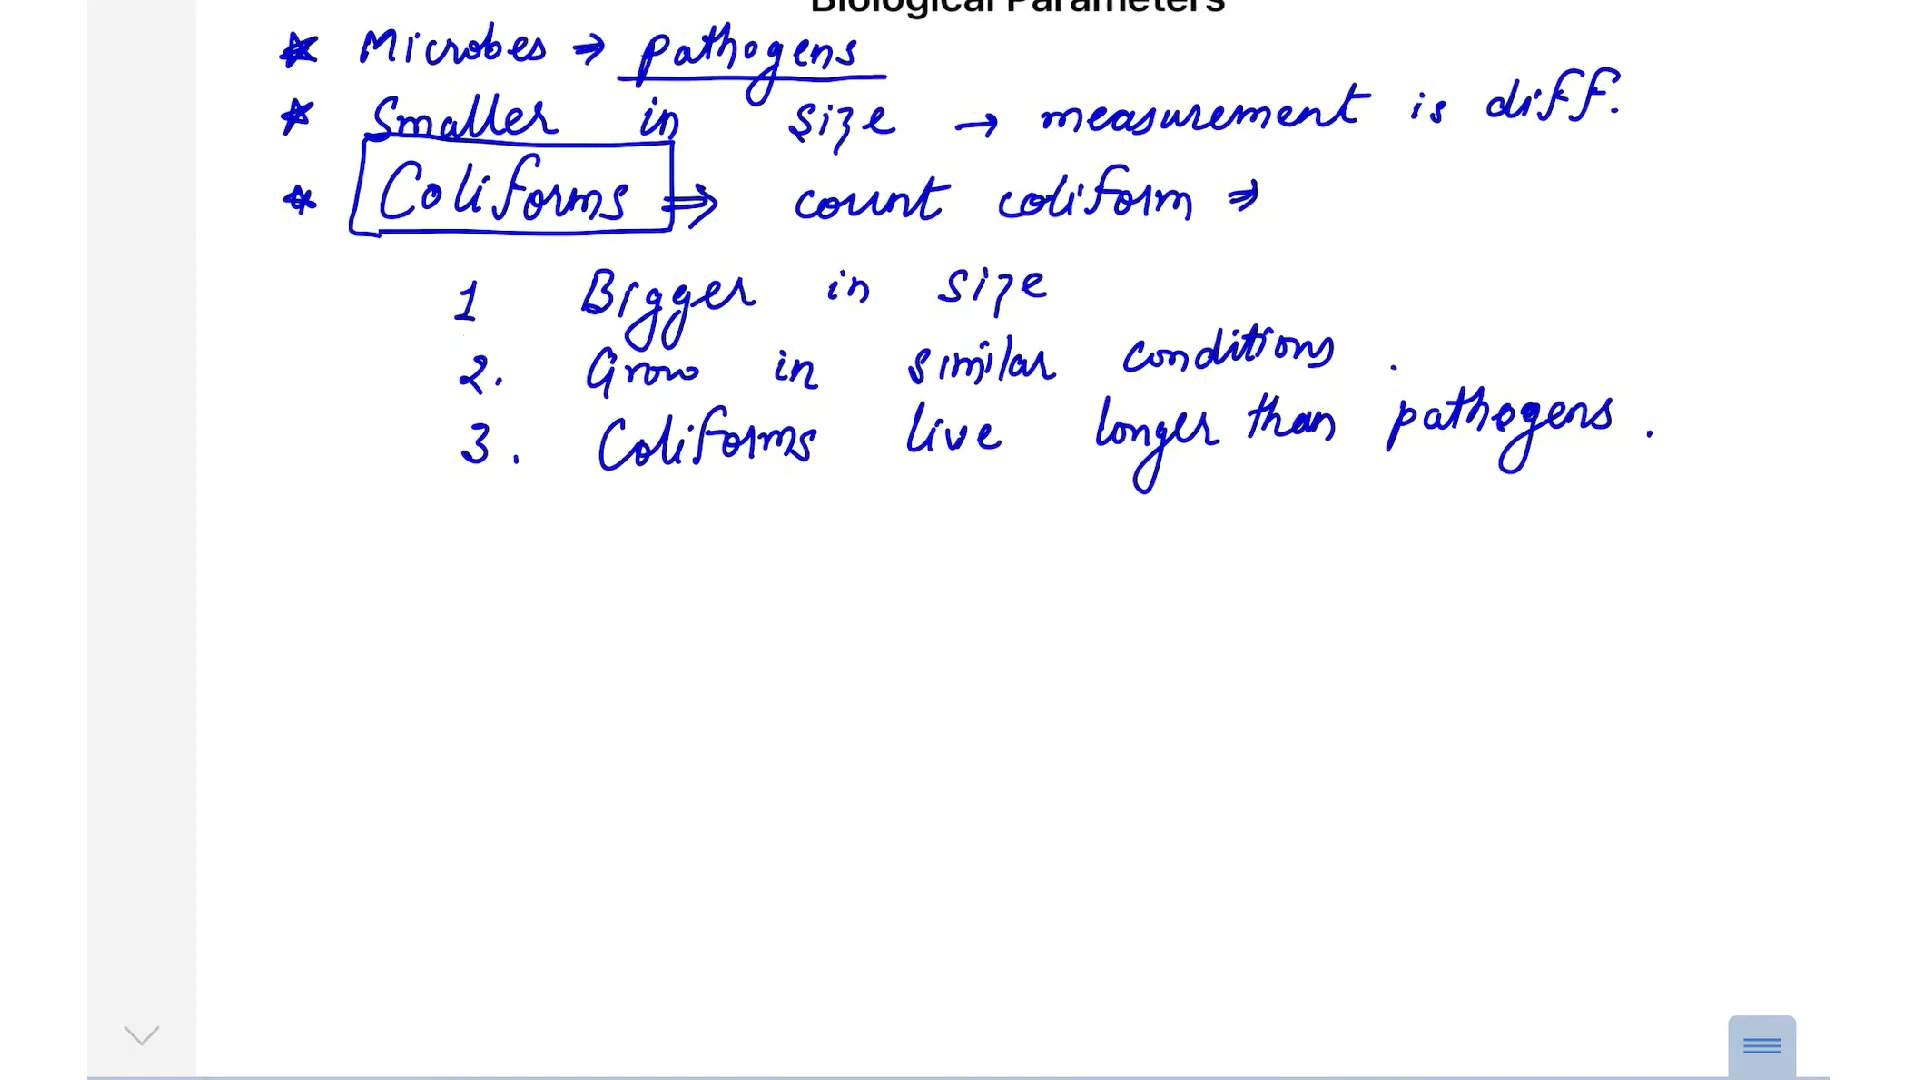 Biological Parameters
* Microbes → pathogens
* Smaller in size → measurement is diff.
* Coliforms ⇒ count coliform ⇒
1 Bigger in size
2. Grow in similar conditions.
3. Coliforms live longer than pathogens.